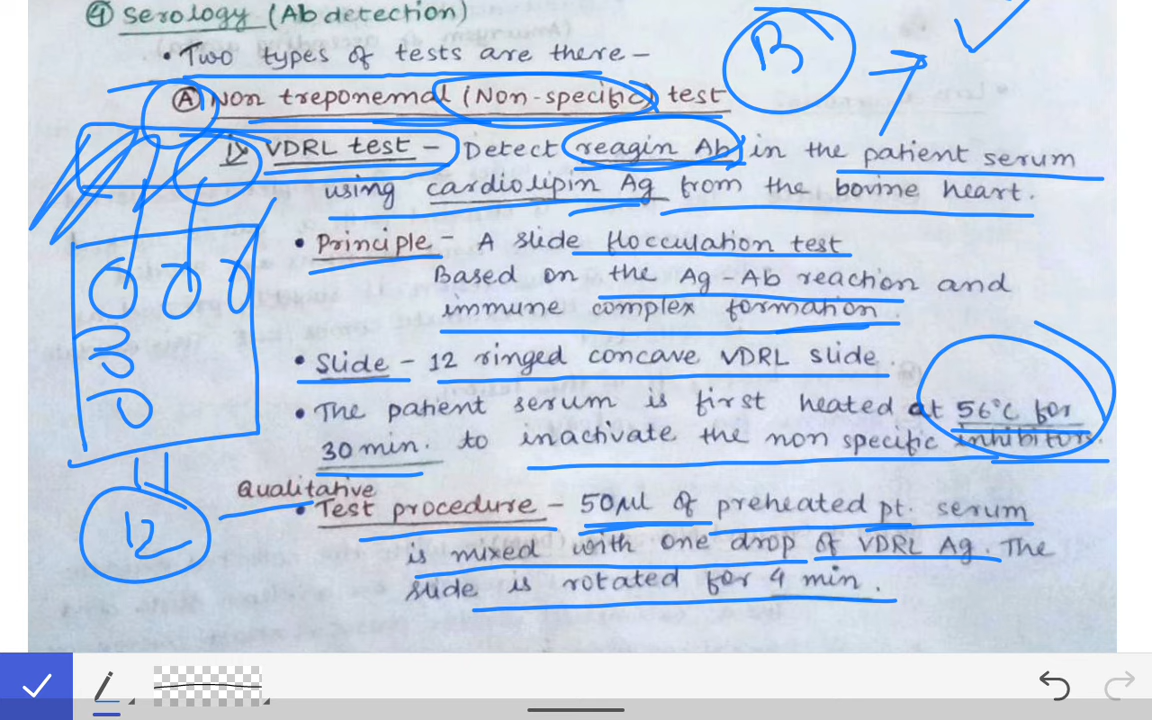 ④ Serology (Ab detection)
• Two types of tests are there –
Ⓐ Non treponemal (Non-specific) test
i) VDRL test – Detect reagin Ab in the patient serum
using cardiolipin Ag from the bovine heart.
• Principle – A slide flocculation test
Based on the Ag-Ab reaction and
immune complex formation.
• Slide – 12 ringed concave VDRL slide.
• The patient serum is first heated at 56°C for
30 min. to inactivate the non specific inhibitors.
Qualitative
• Test procedure – 50μl of preheated pt. serum
is mixed with one drop of VDRL Ag. The
slide is rotated for 4 min.
B
12